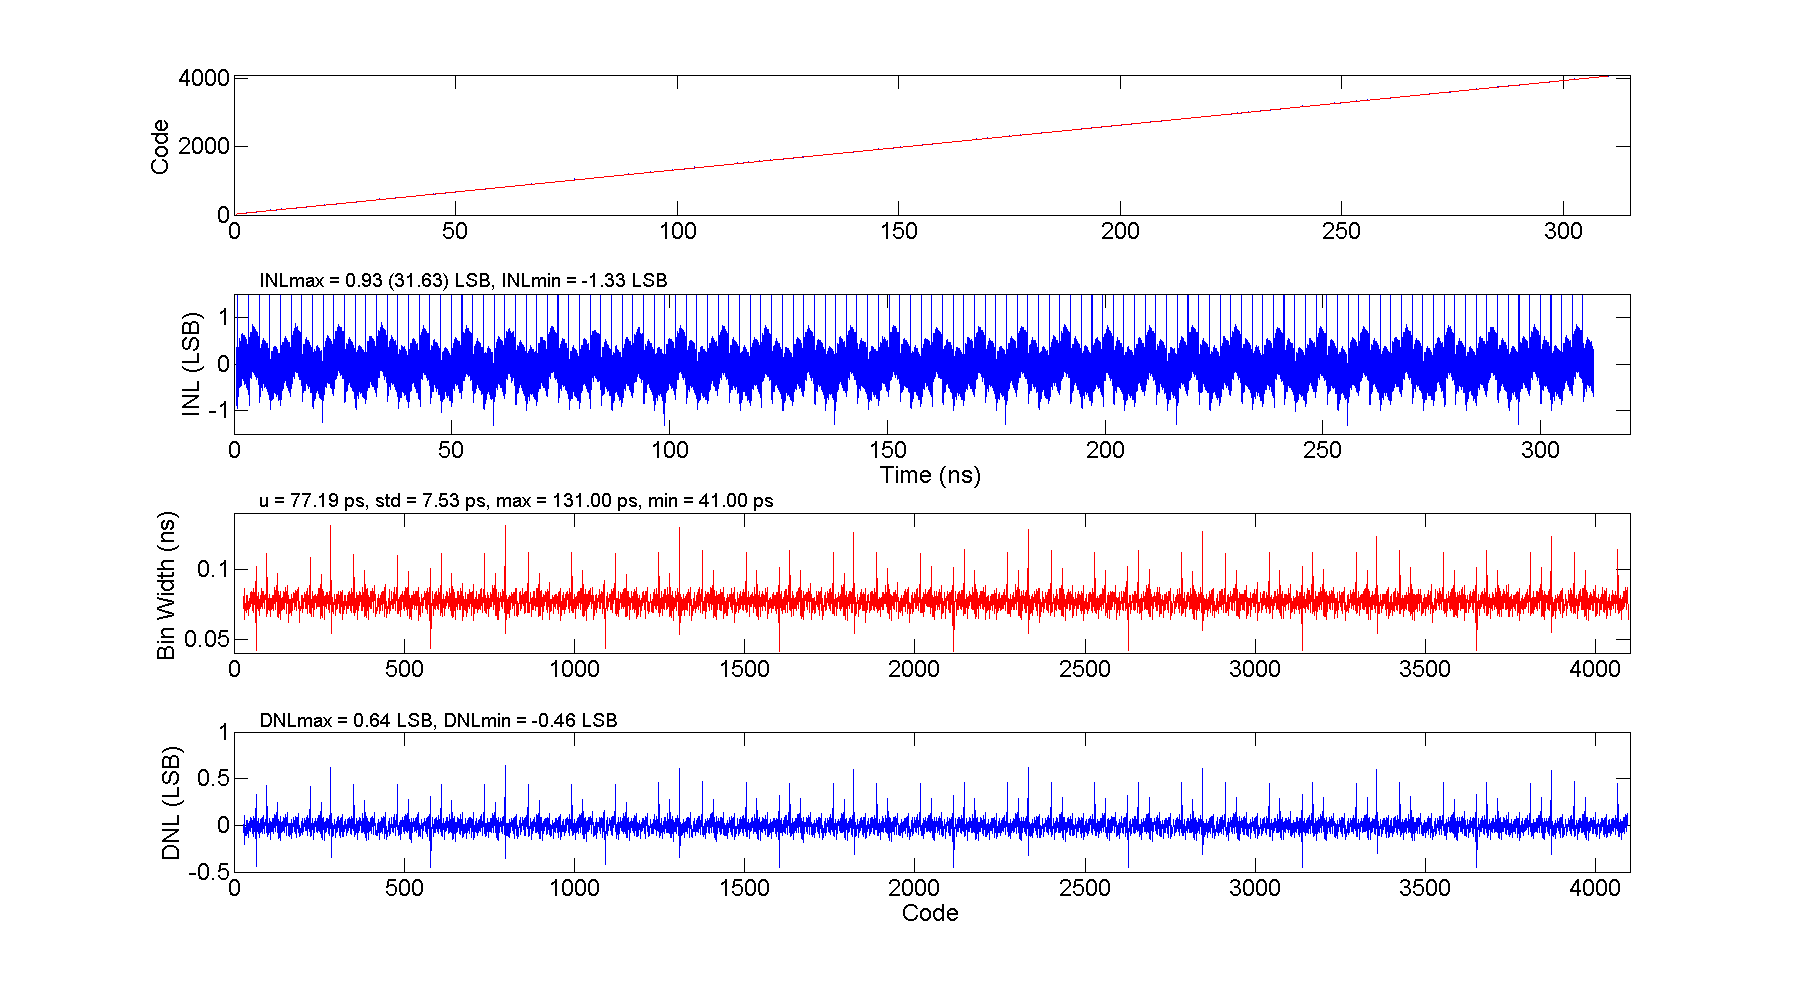 Code
4000
2000
0
0 50 100 150 200 250 300
INLmax = 0.93 (31.63) LSB, INLmin = -1.33 LSB
INL (LSB)
1
0
-1
0 50 100 150 200 250 300
Time (ns)
u = 77.19 ps, std = 7.53 ps, max = 131.00 ps, min = 41.00 ps
Bin Width (ns)
0.1
0.05
0 500 1000 1500 2000 2500 3000 3500 4000
DNLmax = 0.64 LSB, DNLmin = -0.46 LSB
DNL (LSB)
1
0.5
0
-0.5
0 500 1000 1500 2000 2500 3000 3500 4000
Code